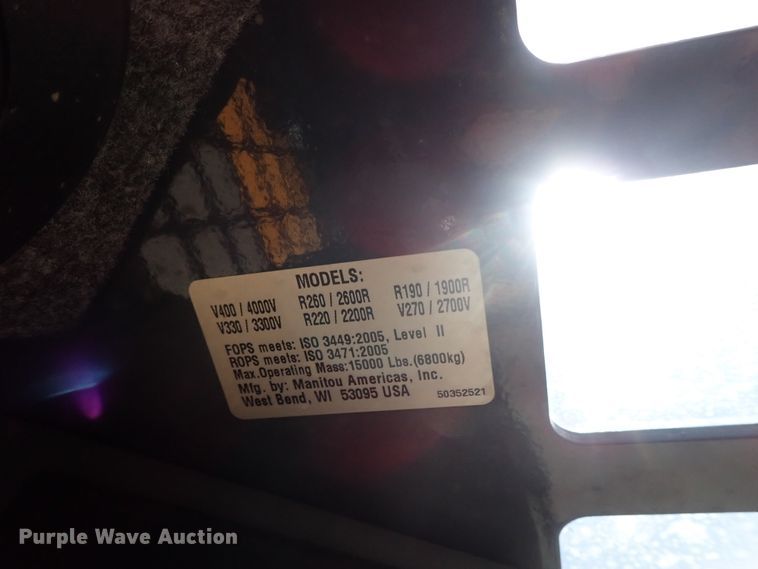 MODELS:
V400 / 4000V R260 / 2600R R190 / 1900R
V330 / 3300V R220 / 2200R V270 / 2700V
FOPS meets: ISO 3449:2005, Level II
ROPS meets: ISO 3471:2005
Max.Operating Mass:15000 Lbs.(6800kg)
Mfg. by: Manitou Americas, Inc.
West Bend, WI 53095 USA 50352521
Purple Wave Auction